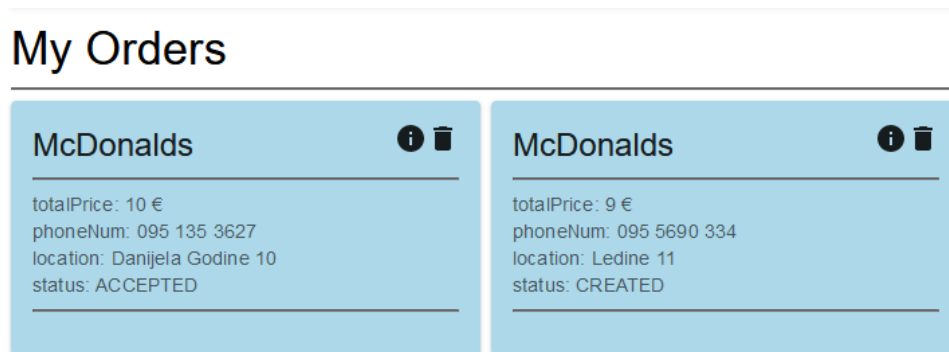 My Orders
McDonalds
totalPrice: 10 €
phoneNum: 095 135 3627
location: Danijela Godine 10
status: ACCEPTED
McDonalds
totalPrice: 9 €
phoneNum: 095 5690 334
location: Ledine 11
status: CREATED